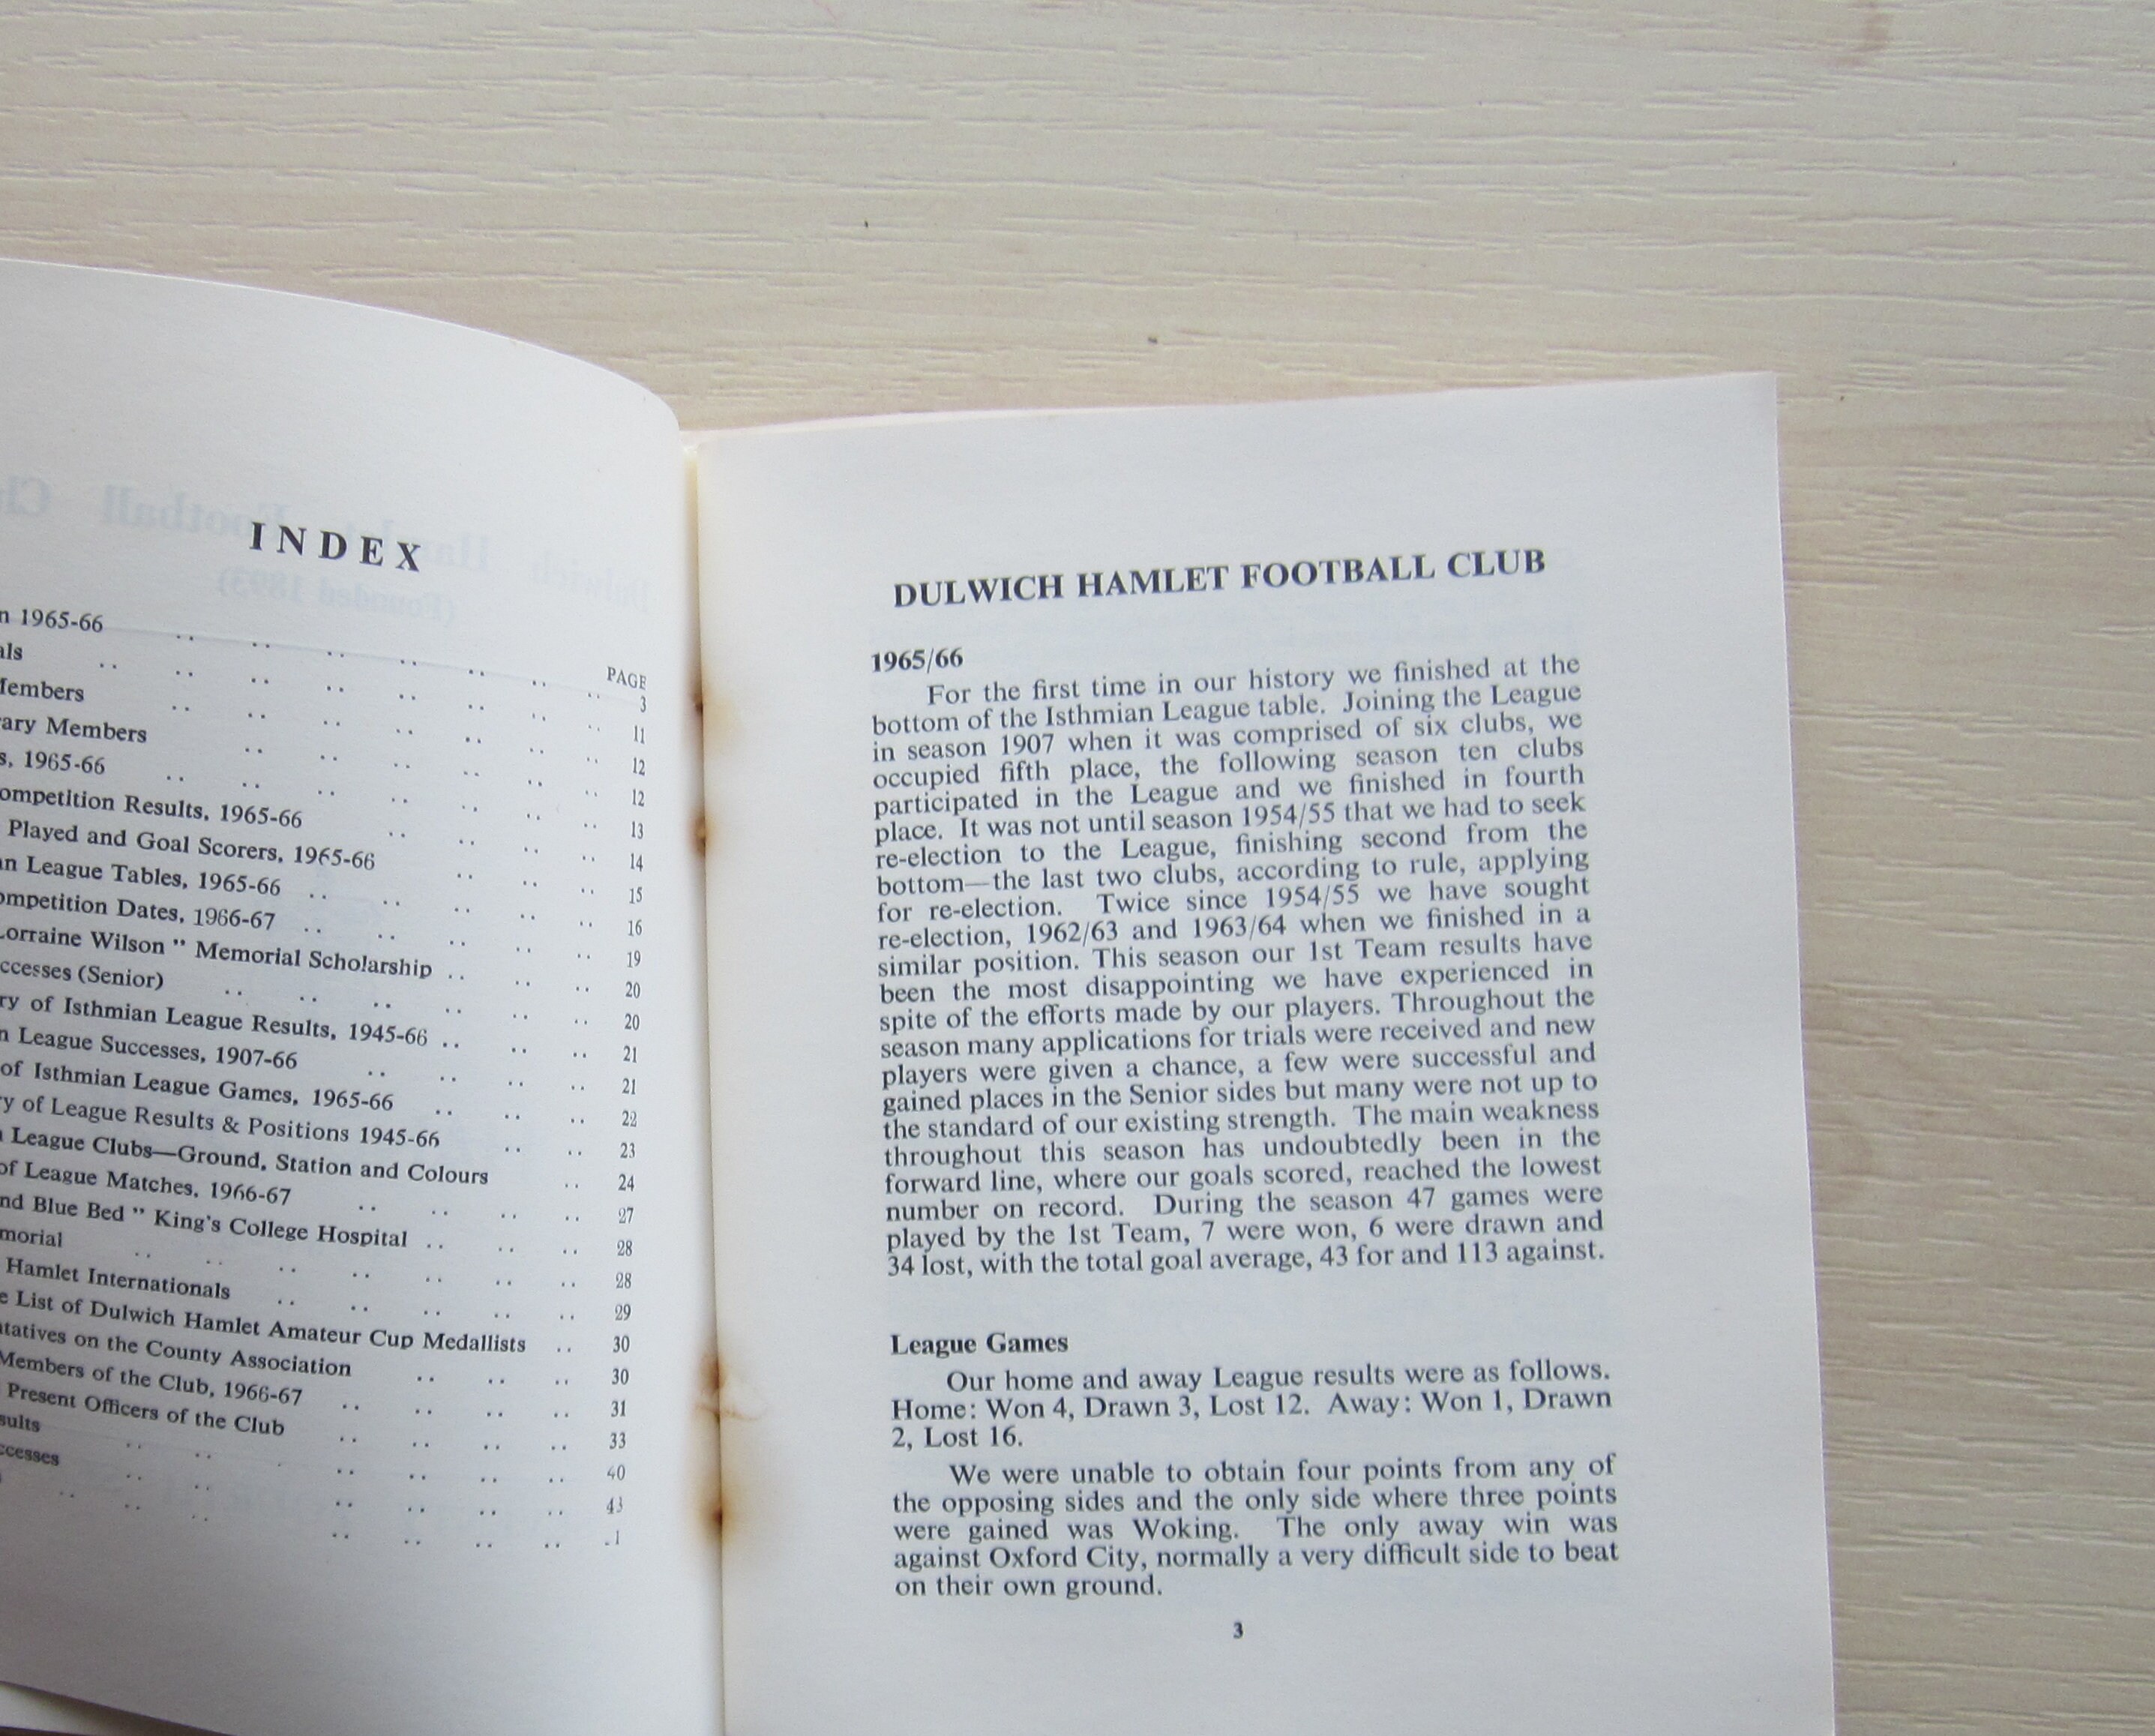 INDEX
PAGE
n 1965-66 .. .. .. .. .. .. .. 3
als .. .. .. .. .. .. .. .. 11
Members .. .. .. .. .. .. .. 12
ary Members .. .. .. .. .. .. 12
s, 1965-66 .. .. .. .. .. .. .. 13
ompetition Results, 1965-66 .. .. .. .. 14
Played and Goal Scorers, 1965-66 .. .. .. 15
an League Tables, 1965-66 .. .. .. .. .. 16
ompetition Dates, 1966-67 .. .. .. .. .. 19
Lorraine Wilson" Memorial Scholarship .. .. .. 20
ccesses (Senior) .. .. .. .. .. .. 20
ry of Isthmian League Results, 1945-66 .. .. .. 21
n League Successes, 1907-66 .. .. .. .. 21
of Isthmian League Games, 1965-66 .. .. .. 22
ry of League Results & Positions 1945-66 .. .. 23
n League Clubs—Ground, Station and Colours .. 24
of League Matches, 1966-67 .. .. .. .. 27
nd Blue Bed" King's College Hospital .. .. .. 28
morial .. .. .. .. .. .. .. 28
Hamlet Internationals .. .. .. .. .. 29
e List of Dulwich Hamlet Amateur Cup Medallists .. 30
tatives on the County Association .. .. .. 30
Members of the Club, 1966-67 .. .. .. .. 31
Present Officers of the Club .. .. .. .. 33
sults .. .. .. .. .. .. 40
ccesses .. .. .. .. .. .. 43
DULWICH HAMLET FOOTBALL CLUB
1965/66
For the first time in our history we finished at the
bottom of the Isthmian League table. Joining the League
in season 1907 when it was comprised of six clubs, we
occupied fifth place, the following season ten clubs
participated in the League and we finished in fourth
place. It was not until season 1954/55 that we had to seek
re-election to the League, finishing second from the
bottom—the last two clubs, according to rule, applying
for re-election. Twice since 1954/55 we have sought
re-election, 1962/63 and 1963/64 when we finished in a
similar position. This season our 1st Team results have
been the most disappointing we have experienced in
spite of the efforts made by our players. Throughout the
season many applications for trials were received and new
players were given a chance, a few were successful and
gained places in the Senior sides but many were not up to
the standard of our existing strength. The main weakness
throughout this season has undoubtedly been in the
forward line, where our goals scored, reached the lowest
number on record. During the season 47 games were
played by the 1st Team, 7 were won, 6 were drawn and
34 lost, with the total goal average, 43 for and 113 against.
League Games
Our home and away League results were as follows.
Home: Won 4, Drawn 3, Lost 12. Away: Won 1, Drawn
2, Lost 16.
We were unable to obtain four points from any of
the opposing sides and the only side where three points
were gained was Woking. The only away win was
against Oxford City, normally a very difficult side to beat
on their own ground.
3